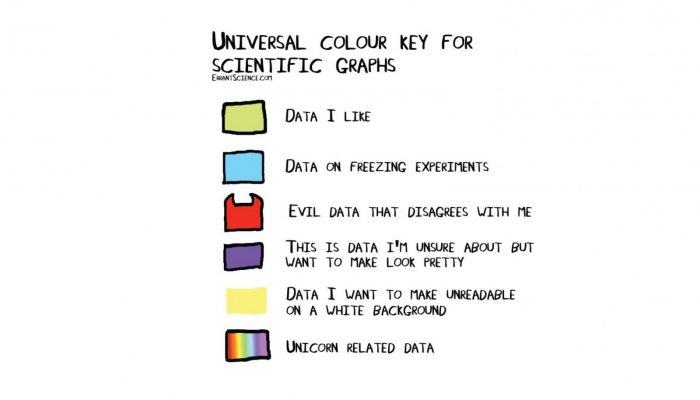 UNIVERSAL COLOUR KEY FOR
SCIENTIFIC GRAPHS
ERRANTSCIENCE.COM
DATA I LIKE
DATA ON FREEZING EXPERIMENTS
EVIL DATA THAT DISAGREES WITH ME
THIS IS DATA I'M UNSURE ABOUT BUT
WANT TO MAKE LOOK PRETTY
DATA I WANT TO MAKE UNREADABLE
ON A WHITE BACKGROUND
UNICORN RELATED DATA